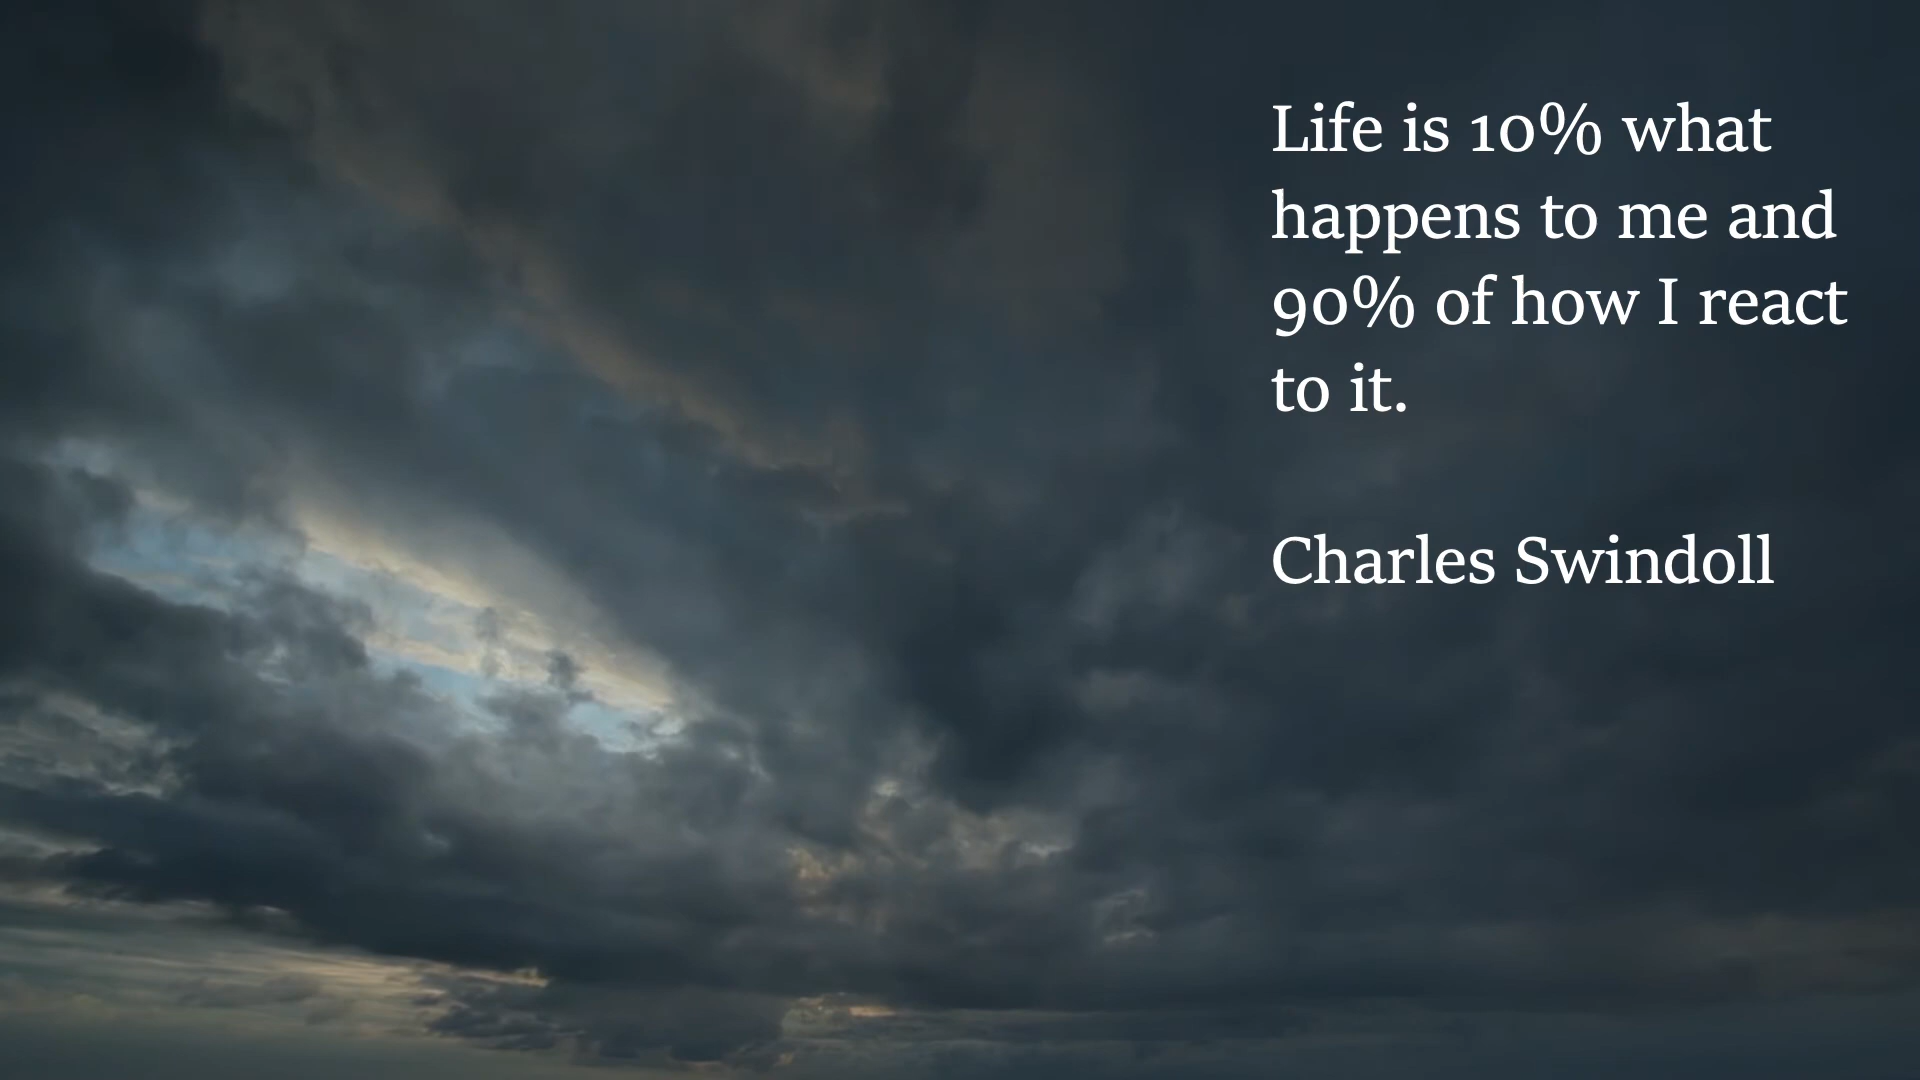 Life is 10% what
happens to me and
90% of how I react
to it.
Charles Swindoll